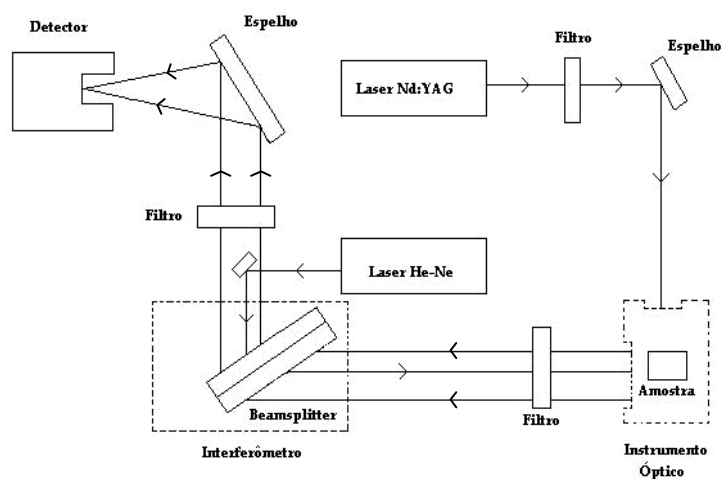 Detector
Espelho
Filtro
Espelho
Laser Nd:YAG
Filtro
Laser He-Ne
Beamsplitter
Interferômetro
Filtro
Amostra
Instrumento
Óptico